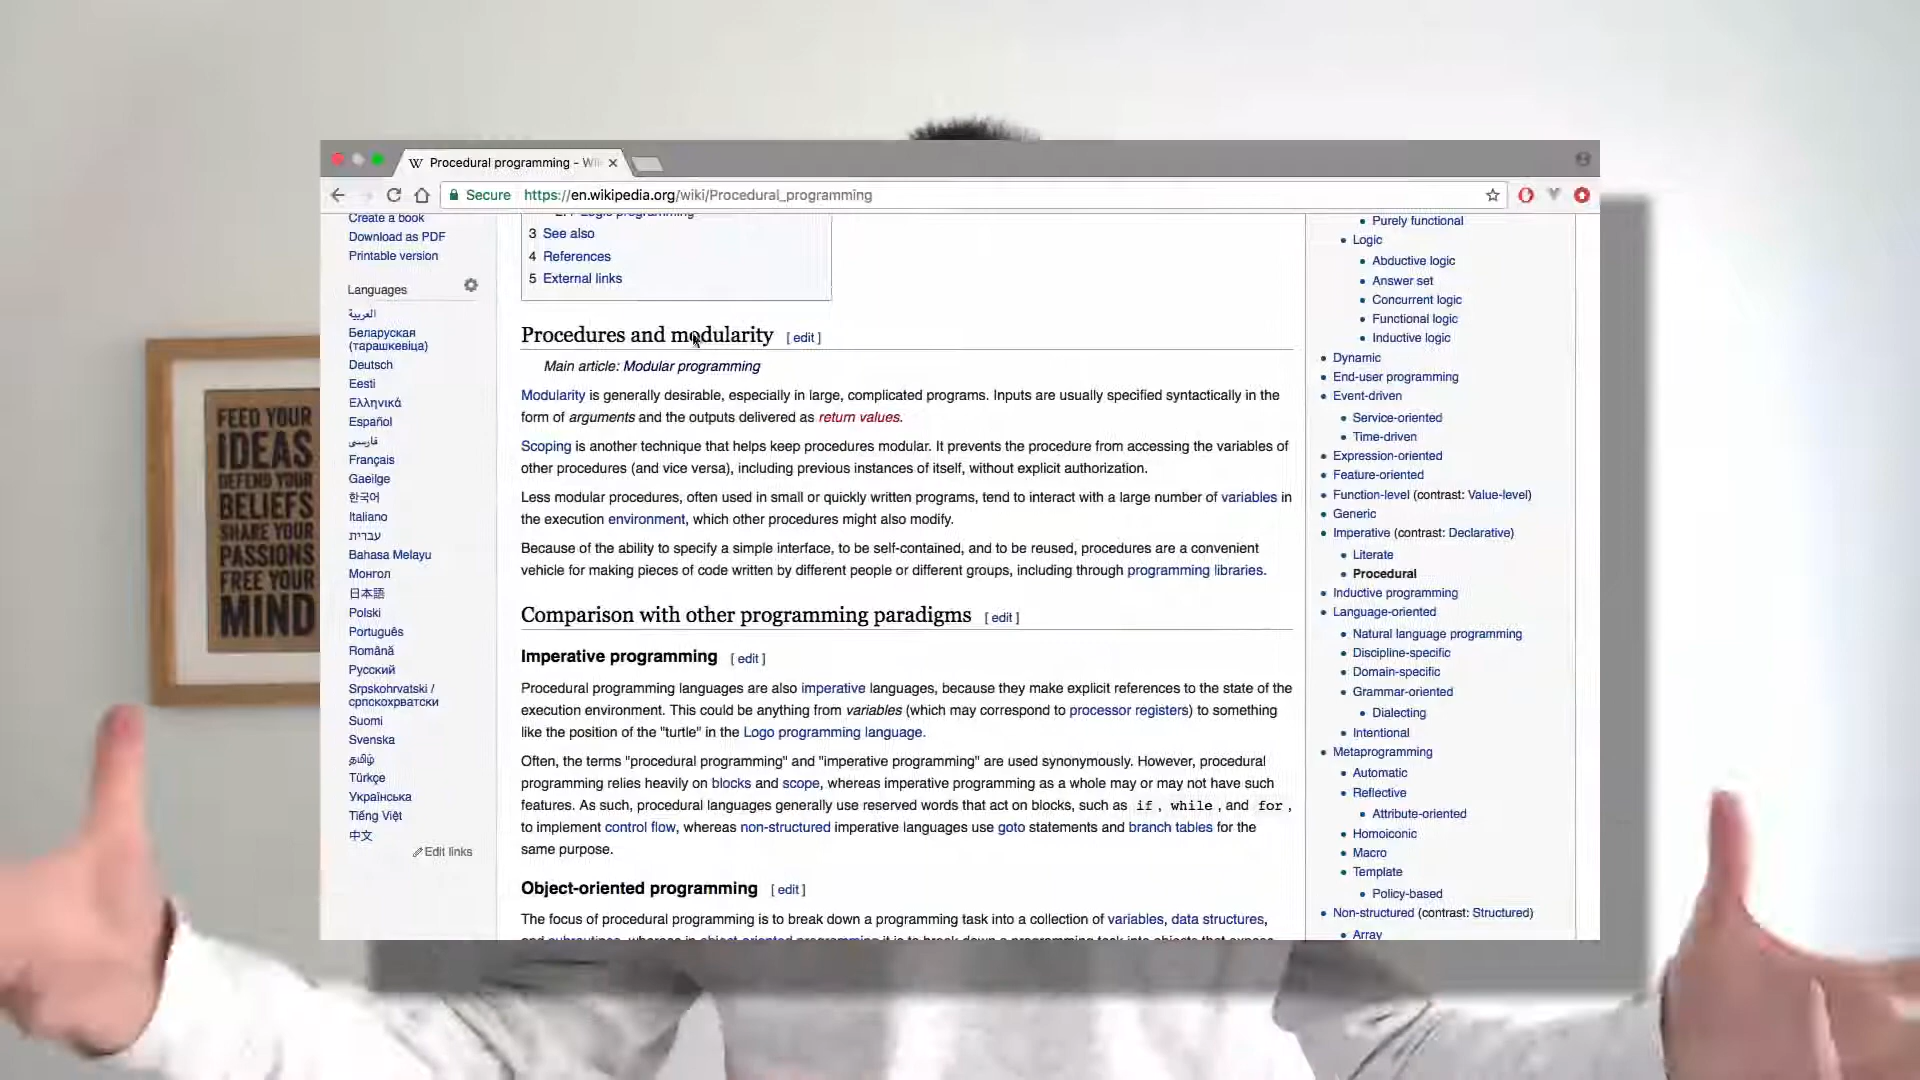 Procedural programming - Wi
Secure https://en.wikipedia.org/wiki/Procedural_programming
Create a book
Download as PDF
Printable version
Languages
العربية
Беларуская
(тарашкевіца)
Deutsch
Eesti
Ελληνικά
Español
فارسی
Français
Gaeilge
한국어
Italiano
עברית
Bahasa Melayu
Монгол
日本語
Polski
Português
Română
Русский
Srpskohrvatski /
српскохрватски
Suomi
Svenska
தமிழ்
Türkçe
Українська
Tiếng Việt
中文
Edit links
3 See also
4 References
5 External links
Procedures and modularity [ edit ]
Main article: Modular programming
Modularity is generally desirable, especially in large, complicated programs. Inputs are usually specified syntactically in the
form of arguments and the outputs delivered as return values.
Scoping is another technique that helps keep procedures modular. It prevents the procedure from accessing the variables of
other procedures (and vice versa), including previous instances of itself, without explicit authorization.
Less modular procedures, often used in small or quickly written programs, tend to interact with a large number of variables in
the execution environment, which other procedures might also modify.
Because of the ability to specify a simple interface, to be self-contained, and to be reused, procedures are a convenient
vehicle for making pieces of code written by different people or different groups, including through programming libraries.
Comparison with other programming paradigms [ edit ]
Imperative programming [ edit ]
Procedural programming languages are also imperative languages, because they make explicit references to the state of the
execution environment. This could be anything from variables (which may correspond to processor registers) to something
like the position of the "turtle" in the Logo programming language.
Often, the terms "procedural programming" and "imperative programming" are used synonymously. However, procedural
programming relies heavily on blocks and scope, whereas imperative programming as a whole may or may not have such
features. As such, procedural languages generally use reserved words that act on blocks, such as if, while, and for,
to implement control flow, whereas non-structured imperative languages use goto statements and branch tables for the
same purpose.
Object-oriented programming [ edit ]
The focus of procedural programming is to break down a programming task into a collection of variables, data structures,
Purely functional
Logic
Abductive logic
Answer set
Concurrent logic
Functional logic
Inductive logic
Dynamic
End-user programming
Event-driven
Service-oriented
Time-driven
Expression-oriented
Feature-oriented
Function-level (contrast: Value-level)
Generic
Imperative (contrast: Declarative)
Literate
Procedural
Inductive programming
Language-oriented
Natural language programming
Discipline-specific
Domain-specific
Grammar-oriented
Dialecting
Intentional
Metaprogramming
Automatic
Reflective
Attribute-oriented
Homoiconic
Macro
Template
Policy-based
Non-structured (contrast: Structured)
Array
FEED YOUR
IDEAS
DEFEND YOUR
BELIEFS
SHARE YOUR
PASSIONS
FREE YOUR
MIND